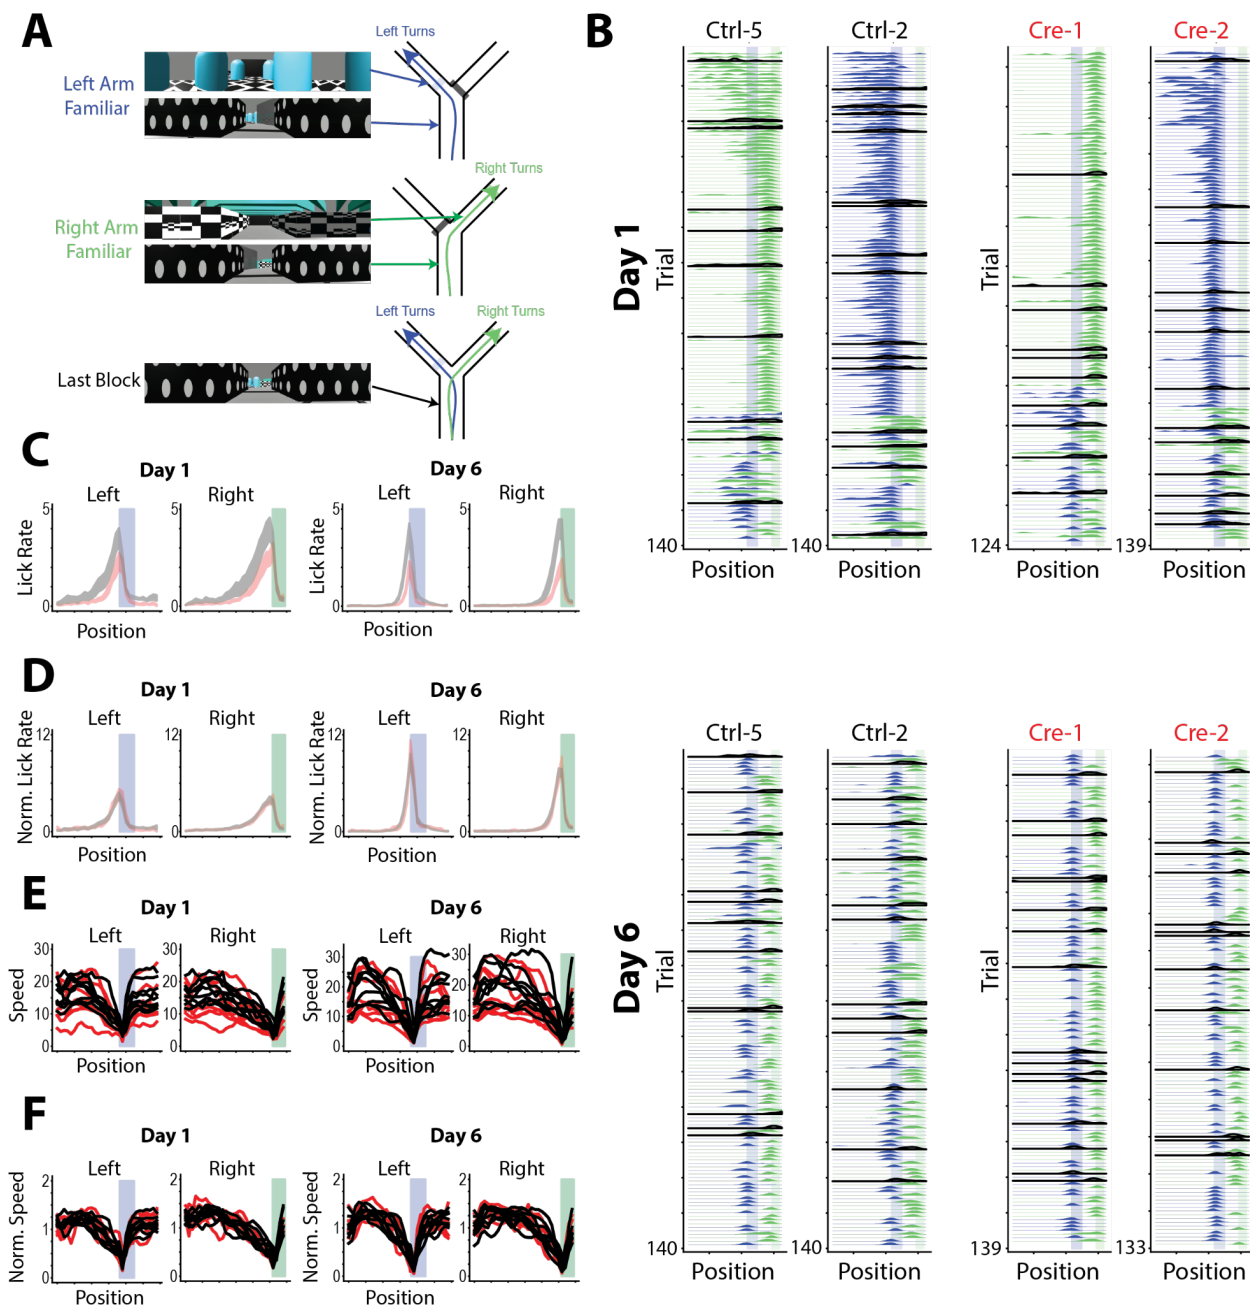 A
Left Arm
Familiar
Left Turns
Right Arm
Familiar
Right Turns
Last Block
Left Turns
Right Turns
B
Ctrl-5
Ctrl-2
Cre-1
Cre-2
Day 1
Trial
Trial
140
140
124
139
Position
Position
Position
Position
Ctrl-5
Ctrl-2
Cre-1
Cre-2
Day 6
Trial
Trial
140
140
139
133
Position
Position
Position
Position
C
Day 1
Day 6
Left
Right
Left
Right
Lick Rate
5
0
5
0
5
0
5
0
Position
Position
D
Day 1
Day 6
Left
Right
Left
Right
Norm. Lick Rate
12
0
12
0
Norm. Lick Rate
12
0
12
0
Position
Position
E
Day 1
Day 6
Left
Right
Left
Right
Speed
30
20
10
0
30
20
10
0
Speed
30
20
10
0
30
20
10
0
Position
Position
F
Day 1
Day 6
Left
Right
Left
Right
Norm. Speed
2
1
0
2
1
0
Norm. Speed
2
1
0
2
1
0
Position
Position